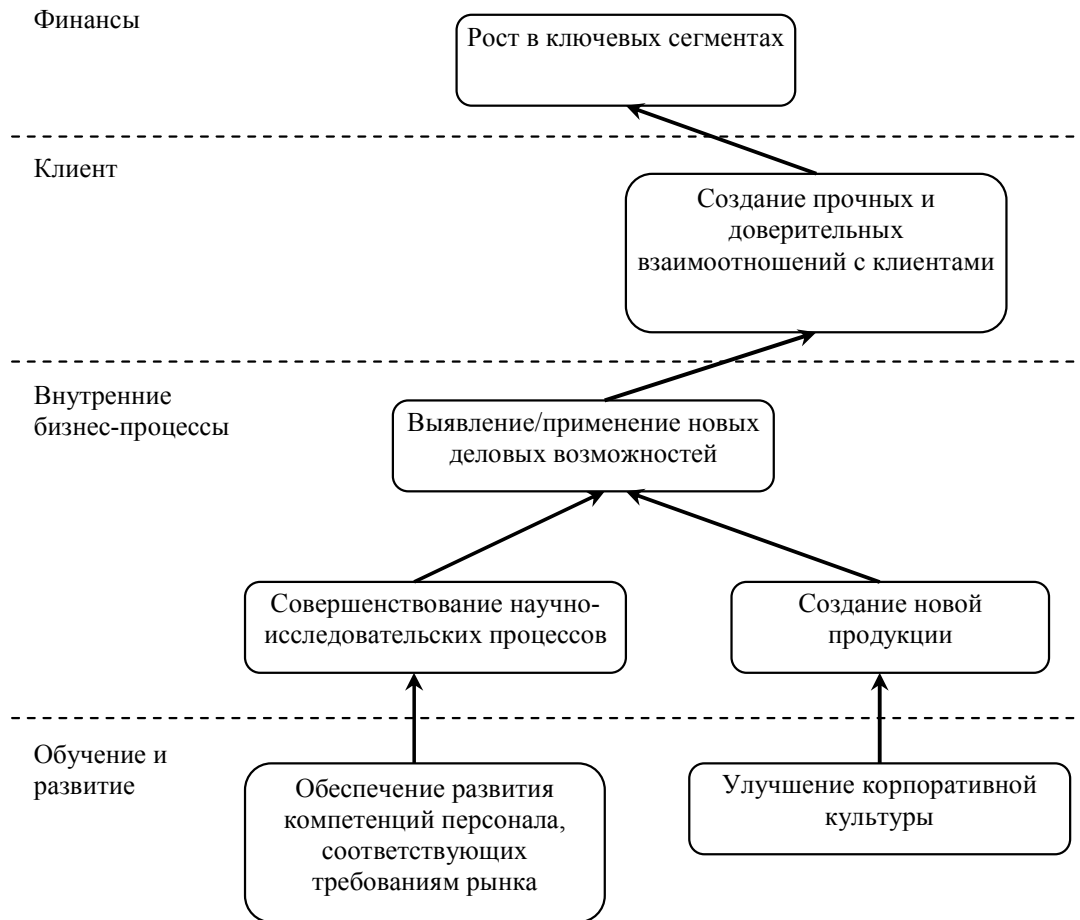 Финансы
Рост в ключевых сегментах
Клиент
Создание прочных и
доверительных
взаимоотношений с клиентами
Внутренние
бизнес-процессы
Выявление/применение новых
деловых возможностей
Совершенствование научно-
исследовательских процессов
Создание новой
продукции
Обучение и
развитие
Обеспечение развития
компетенций персонала,
соответствующих
требованиям рынка
Улучшение корпоративной
культуры